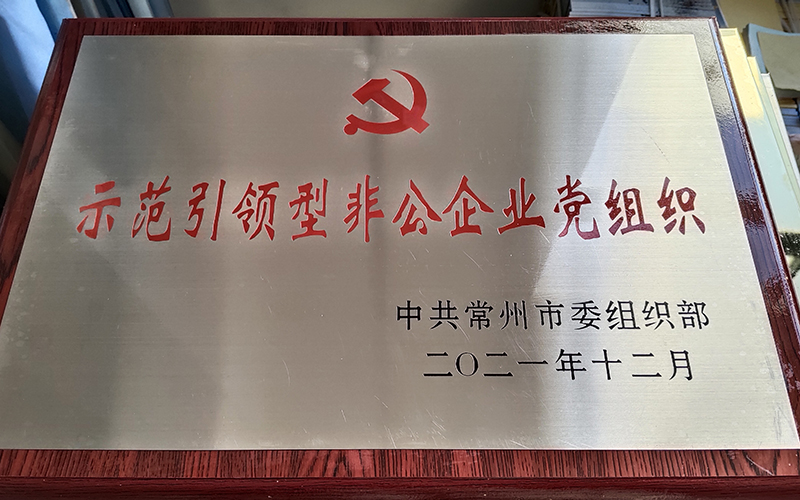 示范引领型非公企业党组织
中共常州市委组织部
二〇二一年十二月